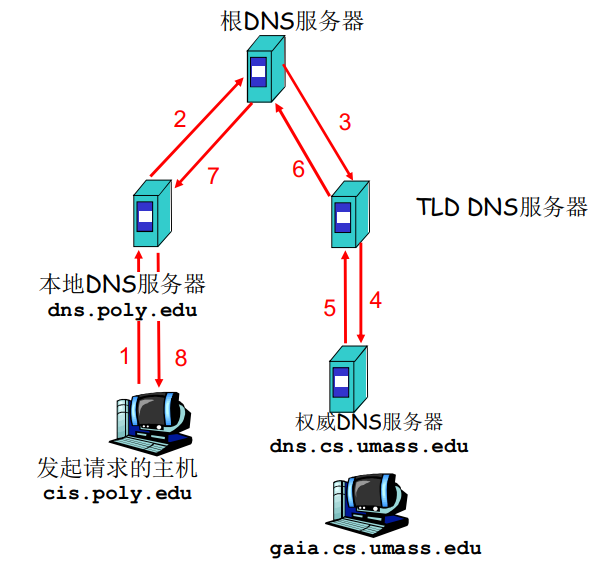 根DNS服务器
2
3
7
6
TLD DNS服务器
本地DNS服务器
dns.poly.edu
5
4
1
8
权威DNS服务器
dns.cs.umass.edu
发起请求的主机
cis.poly.edu
gaia.cs.umass.edu